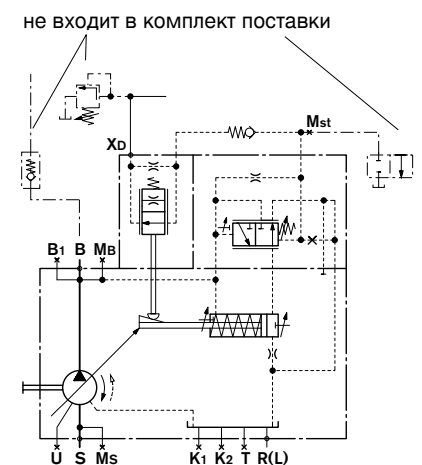 не входит в комплект поставки
Mst
XD
B1 B MB
U S Ms K1 K2 T R(L)